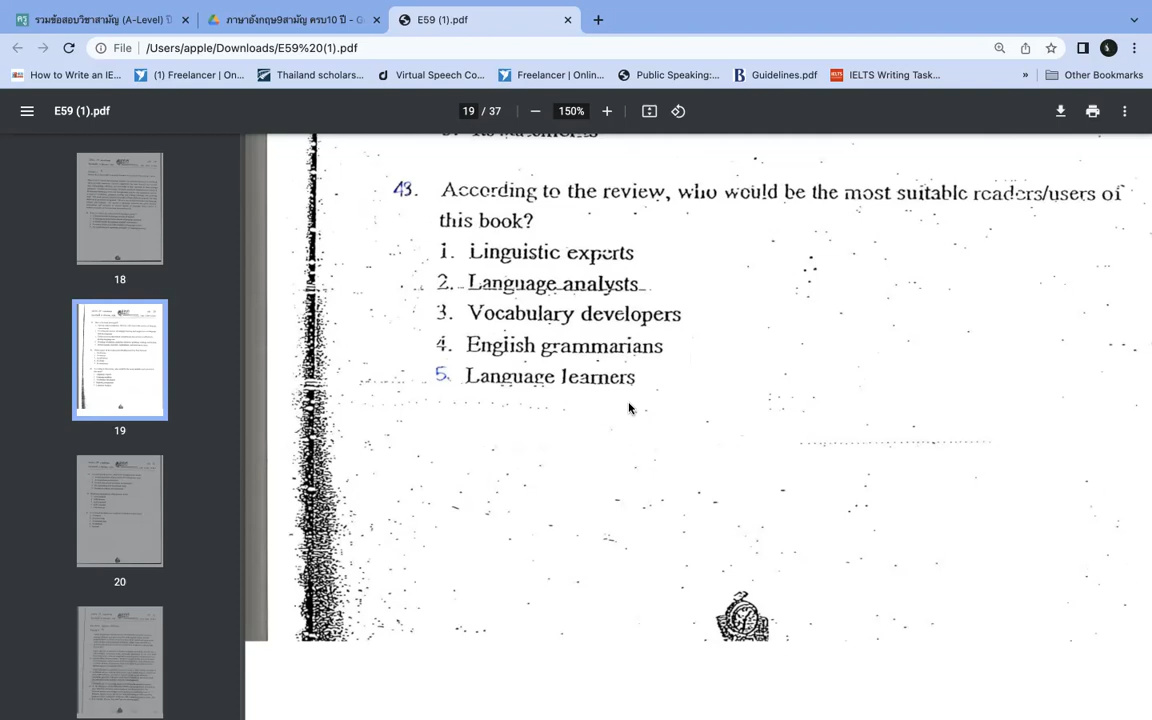 รวมข้อสอบวิชาสามัญ (A-Level) ปี
ภาษาอังกฤษ9สามัญ ครบ10 ปี - G
E59 (1).pdf
File
/Users/apple/Downloads/E59%20(1).pdf
How to Write an IE...
(1) Freelancer | On...
Thailand scholars...
Virtual Speech Co...
Freelancer | Onlin...
Public Speaking:...
Guidelines.pdf
IELTS Writing Task...
»
Other Bookmarks
E59 (1).pdf
19 / 37
150%
18
19
20
43. According to the review, who would be the most suitable readers/users of
this book?
1. Linguistic experts
2. Language analysts
3. Vocabulary developers
4. English grammarians
5. Language learners